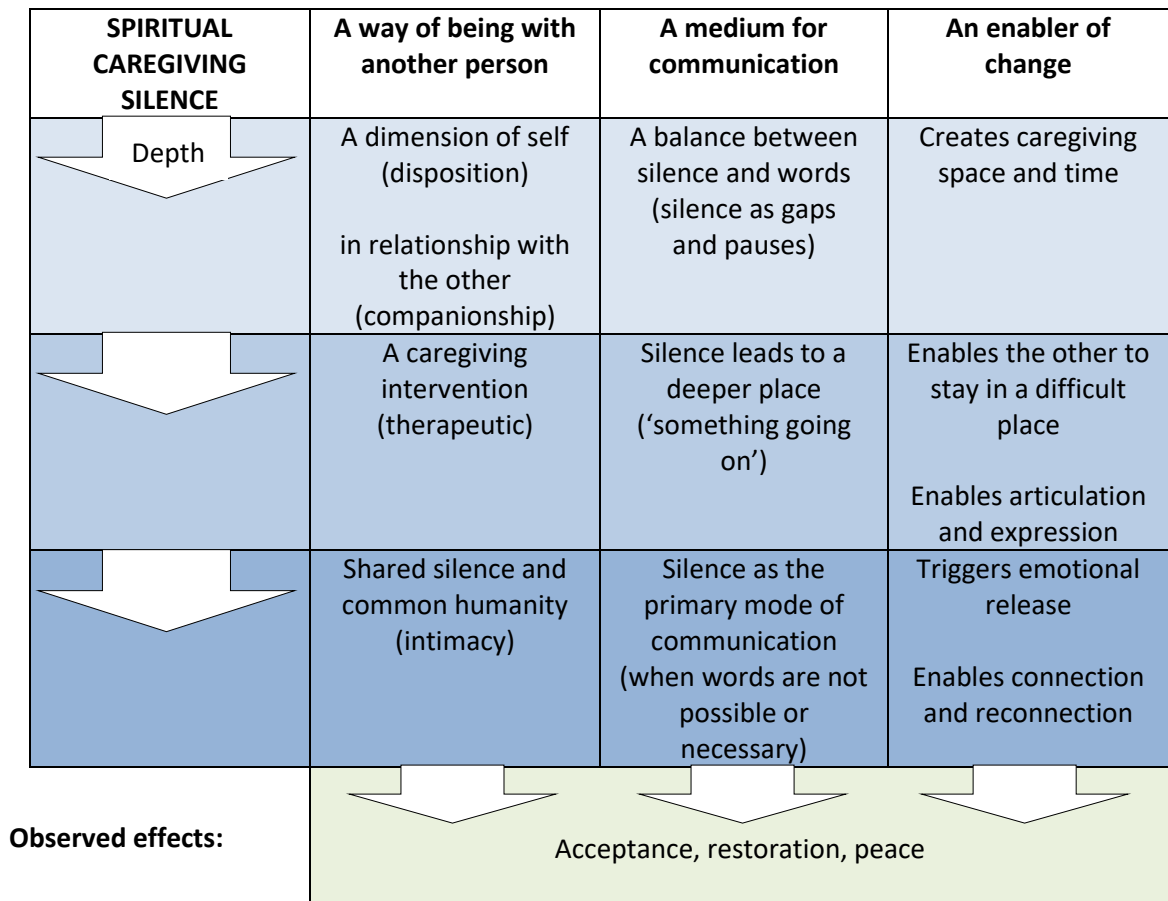 SPIRITUAL
CAREGIVING
SILENCE
A way of being with
another person
A medium for
communication
An enabler of
change
Depth
A dimension of self
(disposition)
in relationship with
the other
(companionship)
A balance between
silence and words
(silence as gaps
and pauses)
Creates caregiving
space and time
A caregiving
intervention
(therapeutic)
Silence leads to a
deeper place
(‘something going
on’)
Enables the other to
stay in a difficult
place
Enables articulation
and expression
Shared silence and
common humanity
(intimacy)
Silence as the
primary mode of
communication
(when words are not
possible or
necessary)
Triggers emotional
release
Enables connection
and reconnection
Observed effects:
Acceptance, restoration, peace